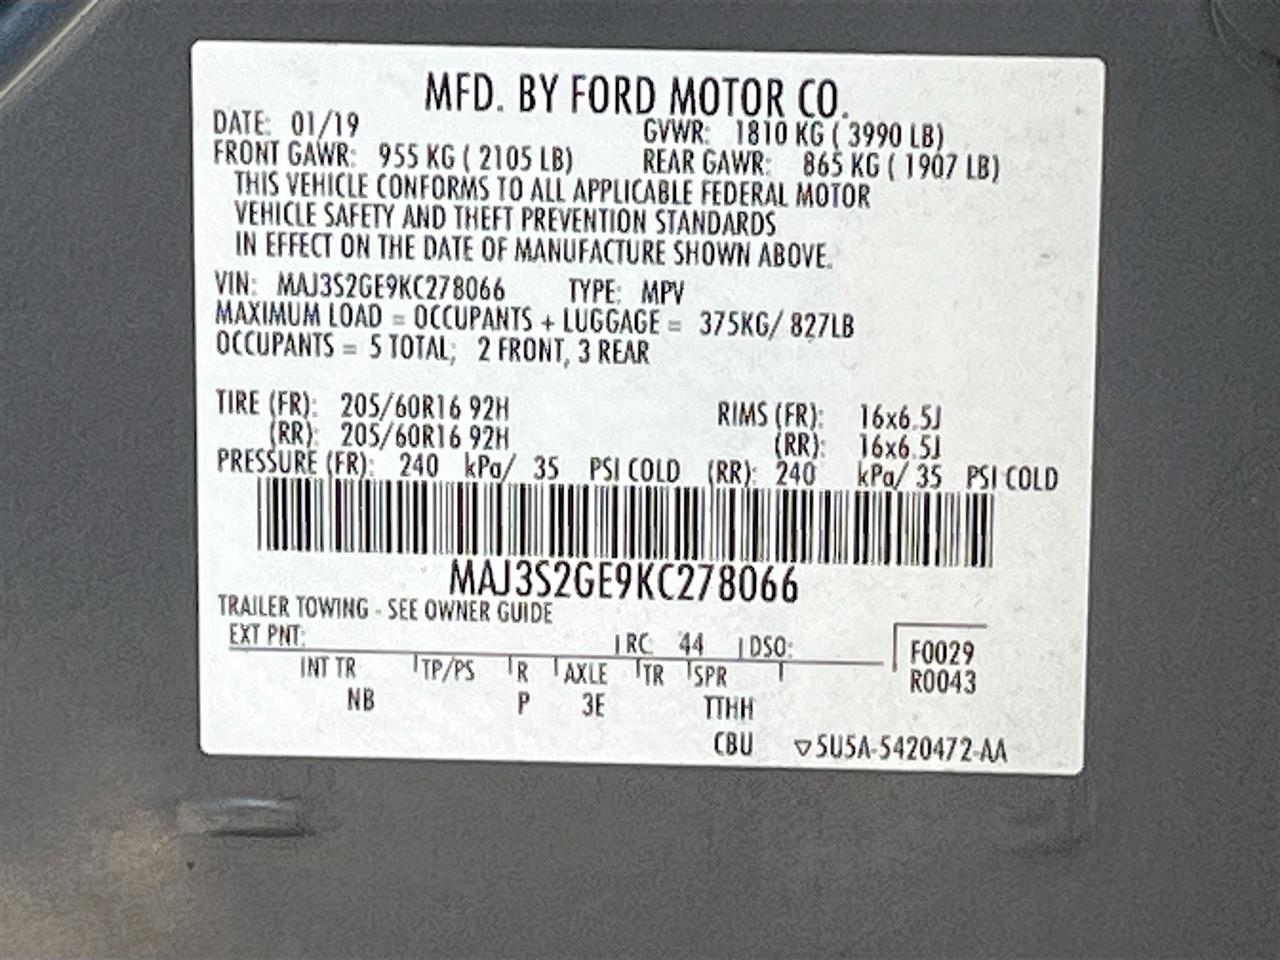 MFD. BY FORD MOTOR CO.
DATE: 01/19 GVWR: 1810 KG ( 3990 LB)
FRONT GAWR: 955 KG ( 2105 LB) REAR GAWR: 865 KG ( 1907 LB)
THIS VEHICLE CONFORMS TO ALL APPLICABLE FEDERAL MOTOR
VEHICLE SAFETY AND THEFT PREVENTION STANDARDS
IN EFFECT ON THE DATE OF MANUFACTURE SHOWN ABOVE.
VIN: MAJ3S2GE9KC278066 TYPE: MPV
MAXIMUM LOAD = OCCUPANTS + LUGGAGE = 375KG/ 827LB
OCCUPANTS = 5 TOTAL; 2 FRONT, 3 REAR
TIRE (FR): 205/60R16 92H RIMS (FR): 16x6.5J
(RR): 205/60R16 92H (RR): 16x6.5J
PRESSURE (FR): 240 kPa/ 35 PSI COLD (RR): 240 kPa/ 35 PSI COLD
MAJ3S2GE9KC278066
TRAILER TOWING - SEE OWNER GUIDE
EXT PNT: RC: 44 DSO: F0029
INT TR TP/PS R AXLE TR SPR R0043
NB P 3E TTHH
CBU ▽5U5A-5420472-AA